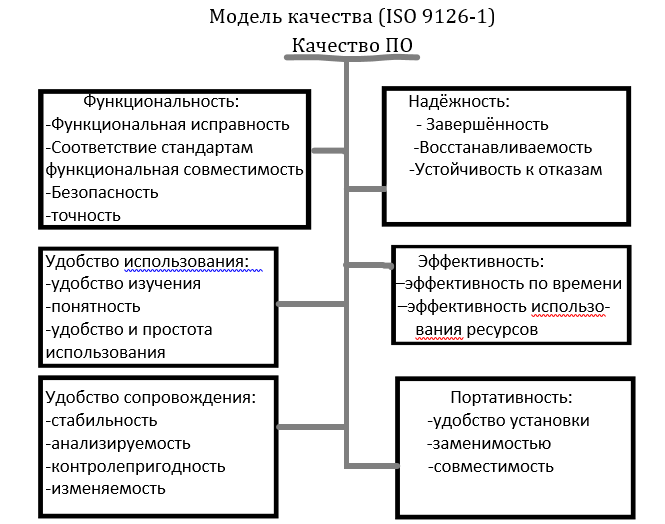 Модель качества (ISO 9126-1)
Качество ПО
Функциональность:
-Функциональная исправность
-Соответствие стандартам
функциональная совместимость
-Безопасность
-точность
Надёжность:
- Завершённость
-Восстанавливаемость
-Устойчивость к отказам
Удобство использования:
-удобство изучения
-понятность
-удобство и простота
использования
Эффективность:
–эффективность по времени
–эффективность использо-
вания ресурсов
Удобство сопровождения:
-стабильность
-анализируемость
-контролепригодность
-изменяемость
Портативность:
-удобство установки
-заменимостью
-совместимость